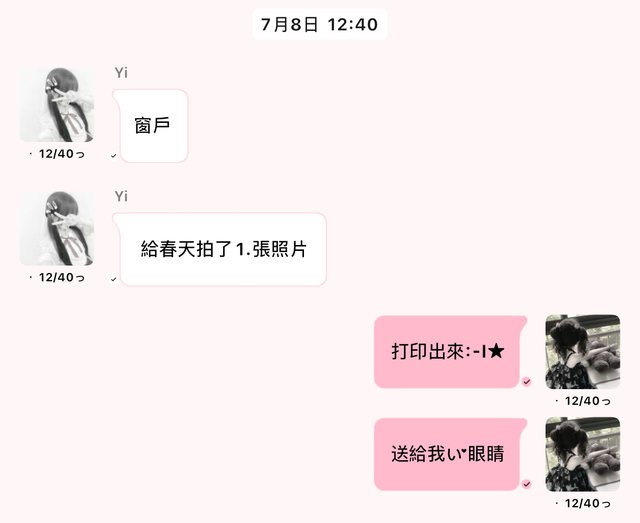 7月8日 12:40
Yi
窗戶
· 12/40っ
Yi
給春天拍了1.張照片
· 12/40っ
打印出來:-I★
· 12/40っ
送給我い❤眼睛
· 12/40っ